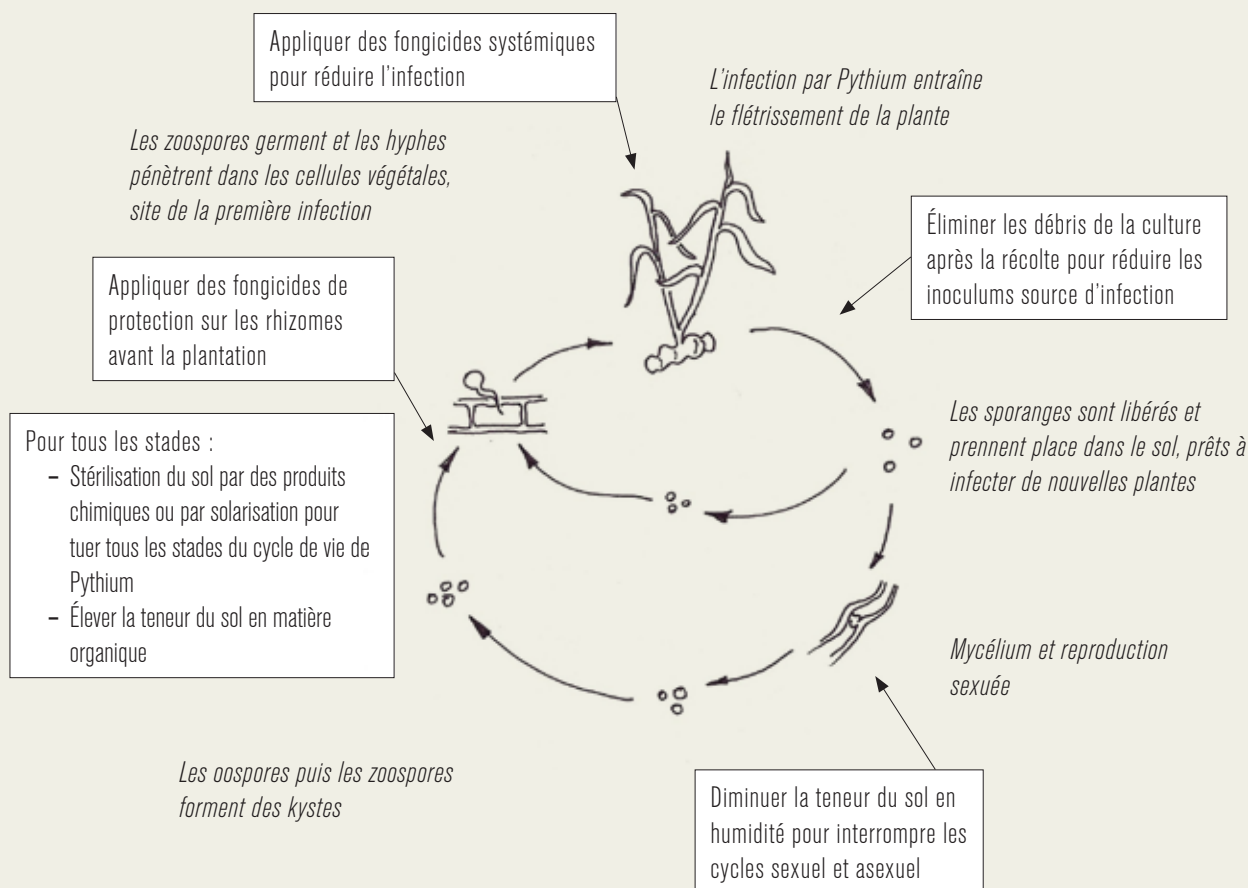 Appliquer des fongicides systémiques
pour réduire l'infection
L'infection par Pythium entraîne
le flétrissement de la plante
Les zoospores germent et les hyphes
pénètrent dans les cellules végétales,
site de la première infection
Éliminer les débris de la culture
après la récolte pour réduire les
inoculums source d'infection
Appliquer des fongicides de
protection sur les rhizomes
avant la plantation
Les sporanges sont libérés et
prennent place dans le sol, prêts à
infecter de nouvelles plantes
Pour tous les stades :
– Stérilisation du sol par des produits
chimiques ou par solarisation pour
tuer tous les stades du cycle de vie de
Pythium
– Élever la teneur du sol en matière
organique
Mycélium et reproduction
sexuée
Les oospores puis les zoospores
forment des kystes
Diminuer la teneur du sol en
humidité pour interrompre les
cycles sexuel et asexuel